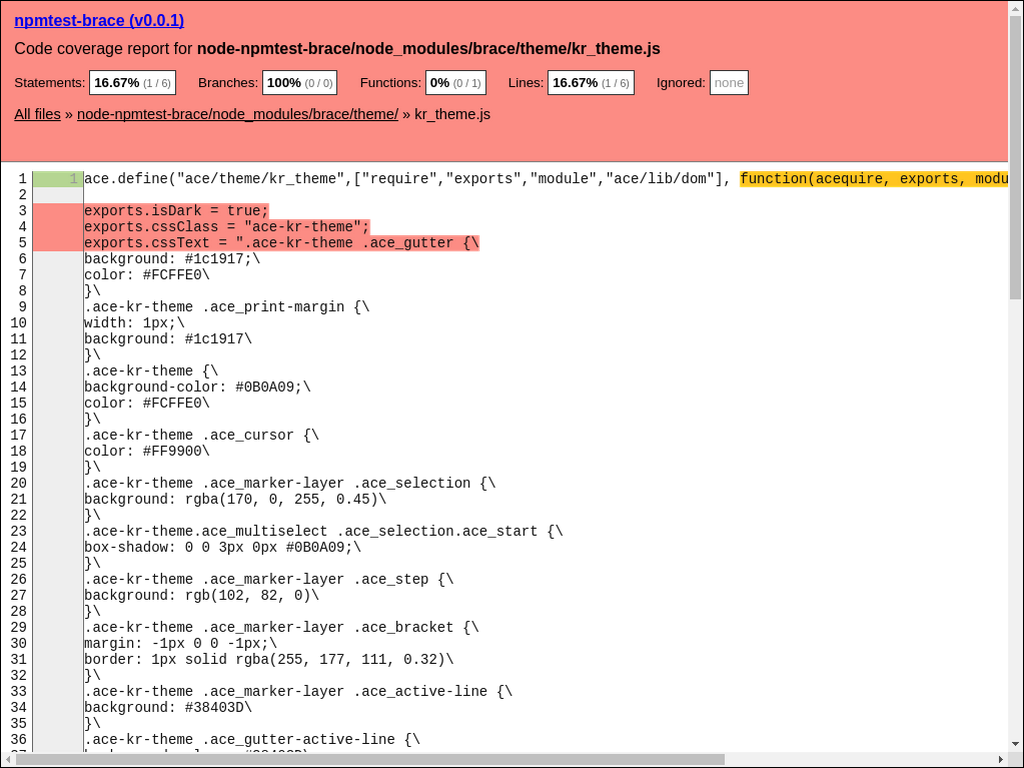 npmtest-brace (v0.0.1)
Code coverage report for node-npmtest-brace/node_modules/brace/theme/kr_theme.js
Statements: 16.67% (1 / 6) Branches: 100% (0 / 0) Functions: 0% (0 / 1) Lines: 16.67% (1 / 6) Ignored: none
All files » node-npmtest-brace/node_modules/brace/theme/ » kr_theme.js
1 1 ace.define("ace/theme/kr_theme",["require","exports","module","ace/lib/dom"], function(acequire, exports, modu
2
3 exports.isDark = true;
4 exports.cssClass = "ace-kr-theme";
5 exports.cssText = ".ace-kr-theme .ace_gutter {\
6 background: #1c1917;\
7 color: #FCFFE0\
8 }\
9 .ace-kr-theme .ace_print-margin {\
10 width: 1px;\
11 background: #1c1917\
12 }\
13 .ace-kr-theme {\
14 background-color: #0B0A09;\
15 color: #FCFFE0\
16 }\
17 .ace-kr-theme .ace_cursor {\
18 color: #FF9900\
19 }\
20 .ace-kr-theme .ace_marker-layer .ace_selection {\
21 background: rgba(170, 0, 255, 0.45)\
22 }\
23 .ace-kr-theme.ace_multiselect .ace_selection.ace_start {\
24 box-shadow: 0 0 3px 0px #0B0A09;\
25 }\
26 .ace-kr-theme .ace_marker-layer .ace_step {\
27 background: rgb(102, 82, 0)\
28 }\
29 .ace-kr-theme .ace_marker-layer .ace_bracket {\
30 margin: -1px 0 0 -1px;\
31 border: 1px solid rgba(255, 177, 111, 0.32)\
32 }\
33 .ace-kr-theme .ace_marker-layer .ace_active-line {\
34 background: #38403D\
35 }\
36 .ace-kr-theme .ace_gutter-active-line {\